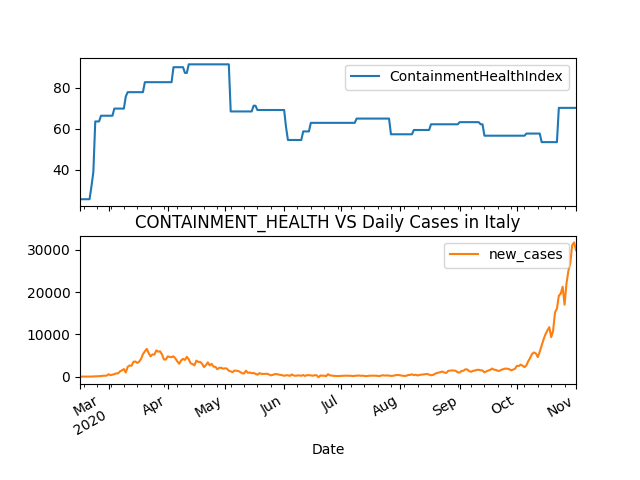 80
60
40
ContainmentHealthIndex
CONTAINMENT_HEALTH VS Daily Cases in Italy
30000
20000
10000
0
new_cases
Mar
2020
Apr
May
Jun
Jul
Aug
Sep
Oct
Nov
Date